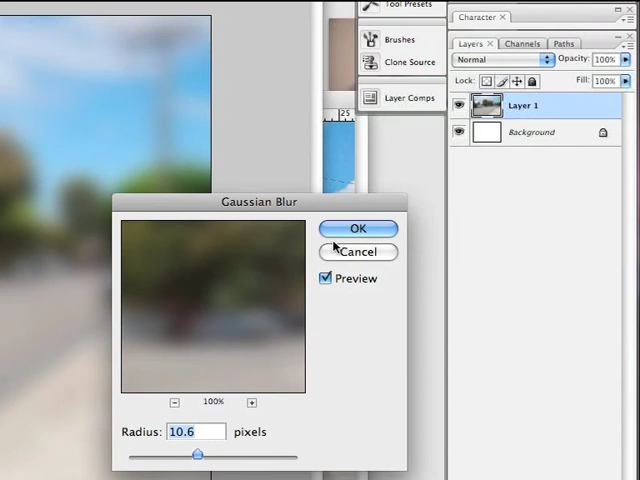 Tool Presets
Brushes
Clone Source
Layer Comps
Character ×
Layers × Channels Paths
Normal Opacity: 100%
Lock: Fill: 100%
Layer 1
Background
25
Gaussian Blur
OK
Cancel
Preview
100%
Radius: 10.6 pixels